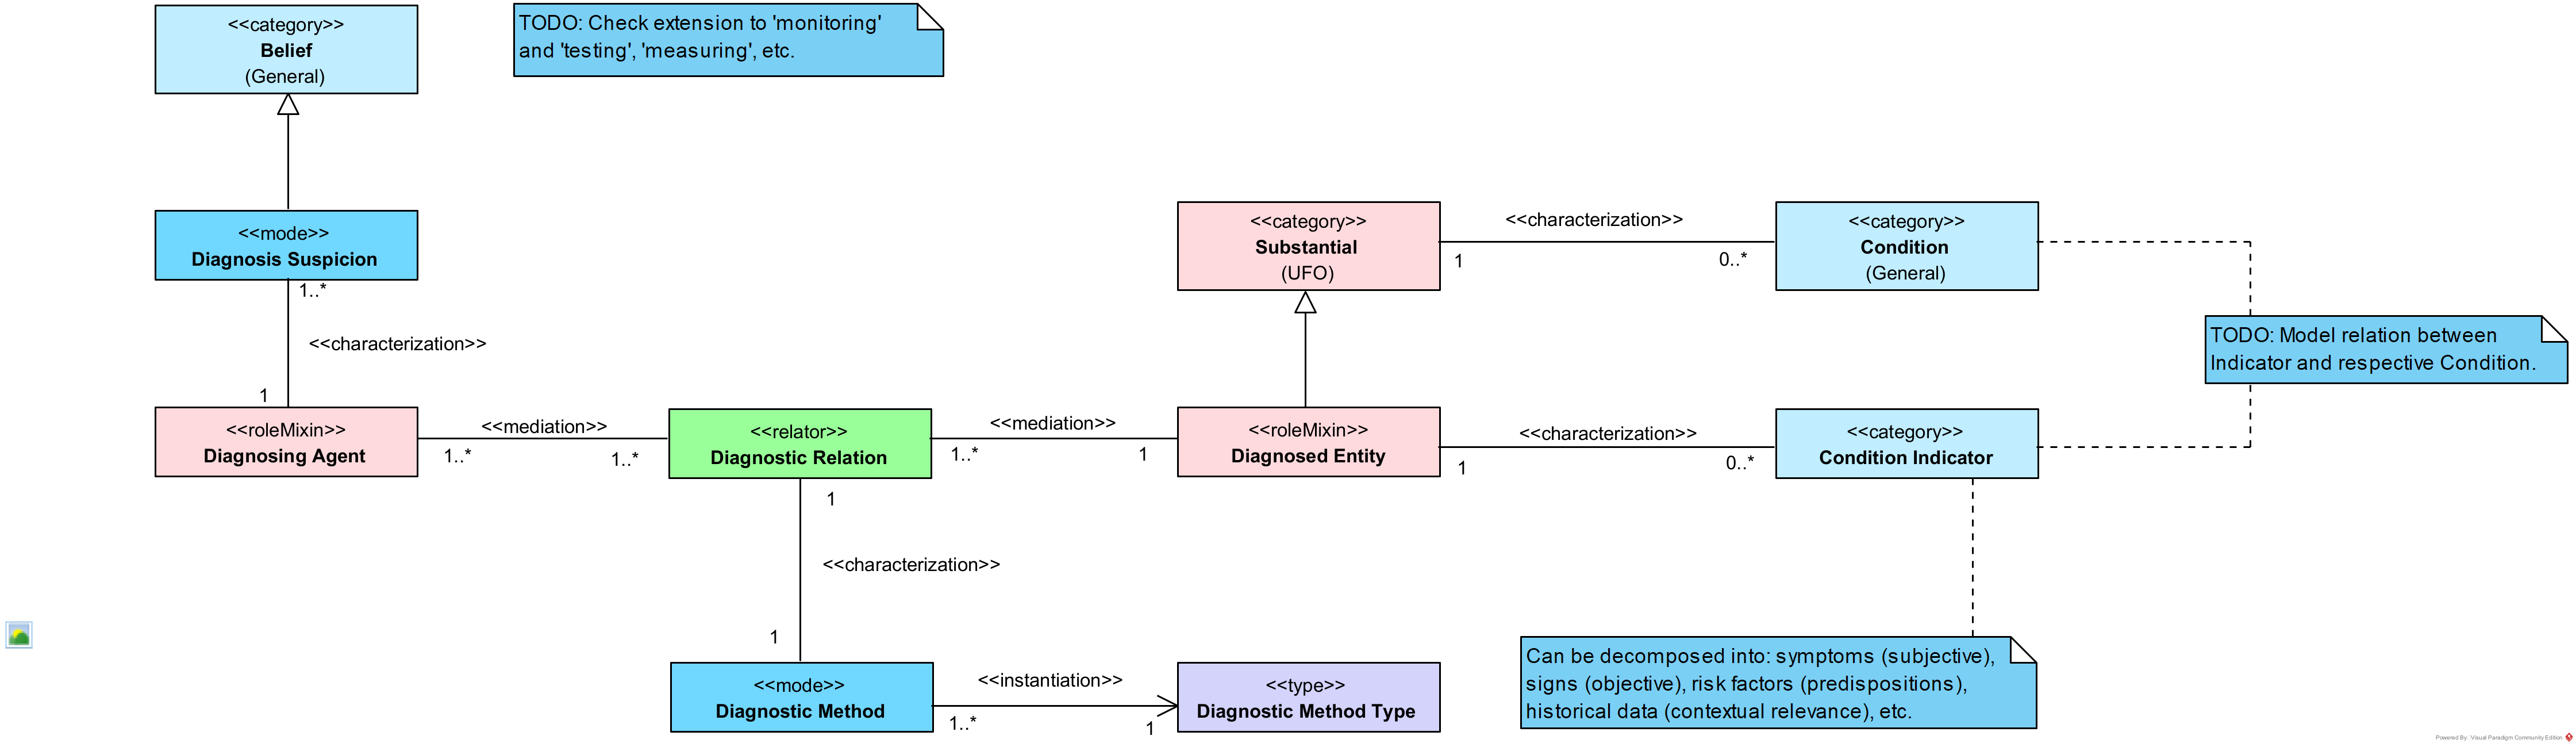 <<category>>
Belief
(General)
TODO: Check extension to 'monitoring'
and 'testing', 'measuring', etc.
<<mode>>
Diagnosis Suspicion
1..*
<<characterization>>
1
<<category>>
Substantial
(UFO)
<<characterization>>
1
0..*
<<category>>
Condition
(General)
TODO: Model relation between
Indicator and respective Condition.
<<roleMixin>>
Diagnosing Agent
<<mediation>>
1..*
1..*
<<relator>>
Diagnostic Relation
<<mediation>>
1..*
1
<<roleMixin>>
Diagnosed Entity
<<characterization>>
1
0..*
<<category>>
Condition Indicator
1
<<characterization>>
1
<<mode>>
Diagnostic Method
<<instantiation>>
1..*
1
<<type>>
Diagnostic Method Type
Can be decomposed into: symptoms (subjective),
signs (objective), risk factors (predispositions),
historical data (contextual relevance), etc.
Powered By: Visual Paradigm Community Edition